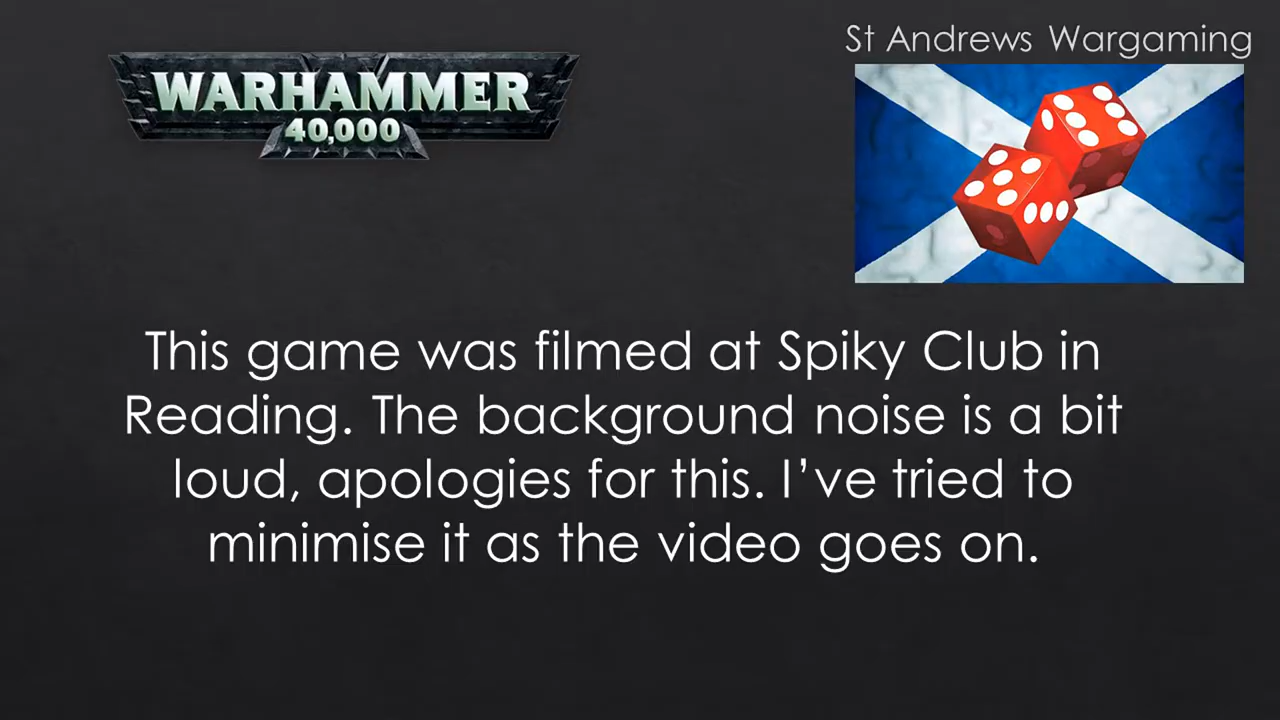 St Andrews Wargaming
WARHAMMER
40,000
This game was filmed at Spiky Club in
Reading. The background noise is a bit
loud, apologies for this. I’ve tried to
minimise it as the video goes on.